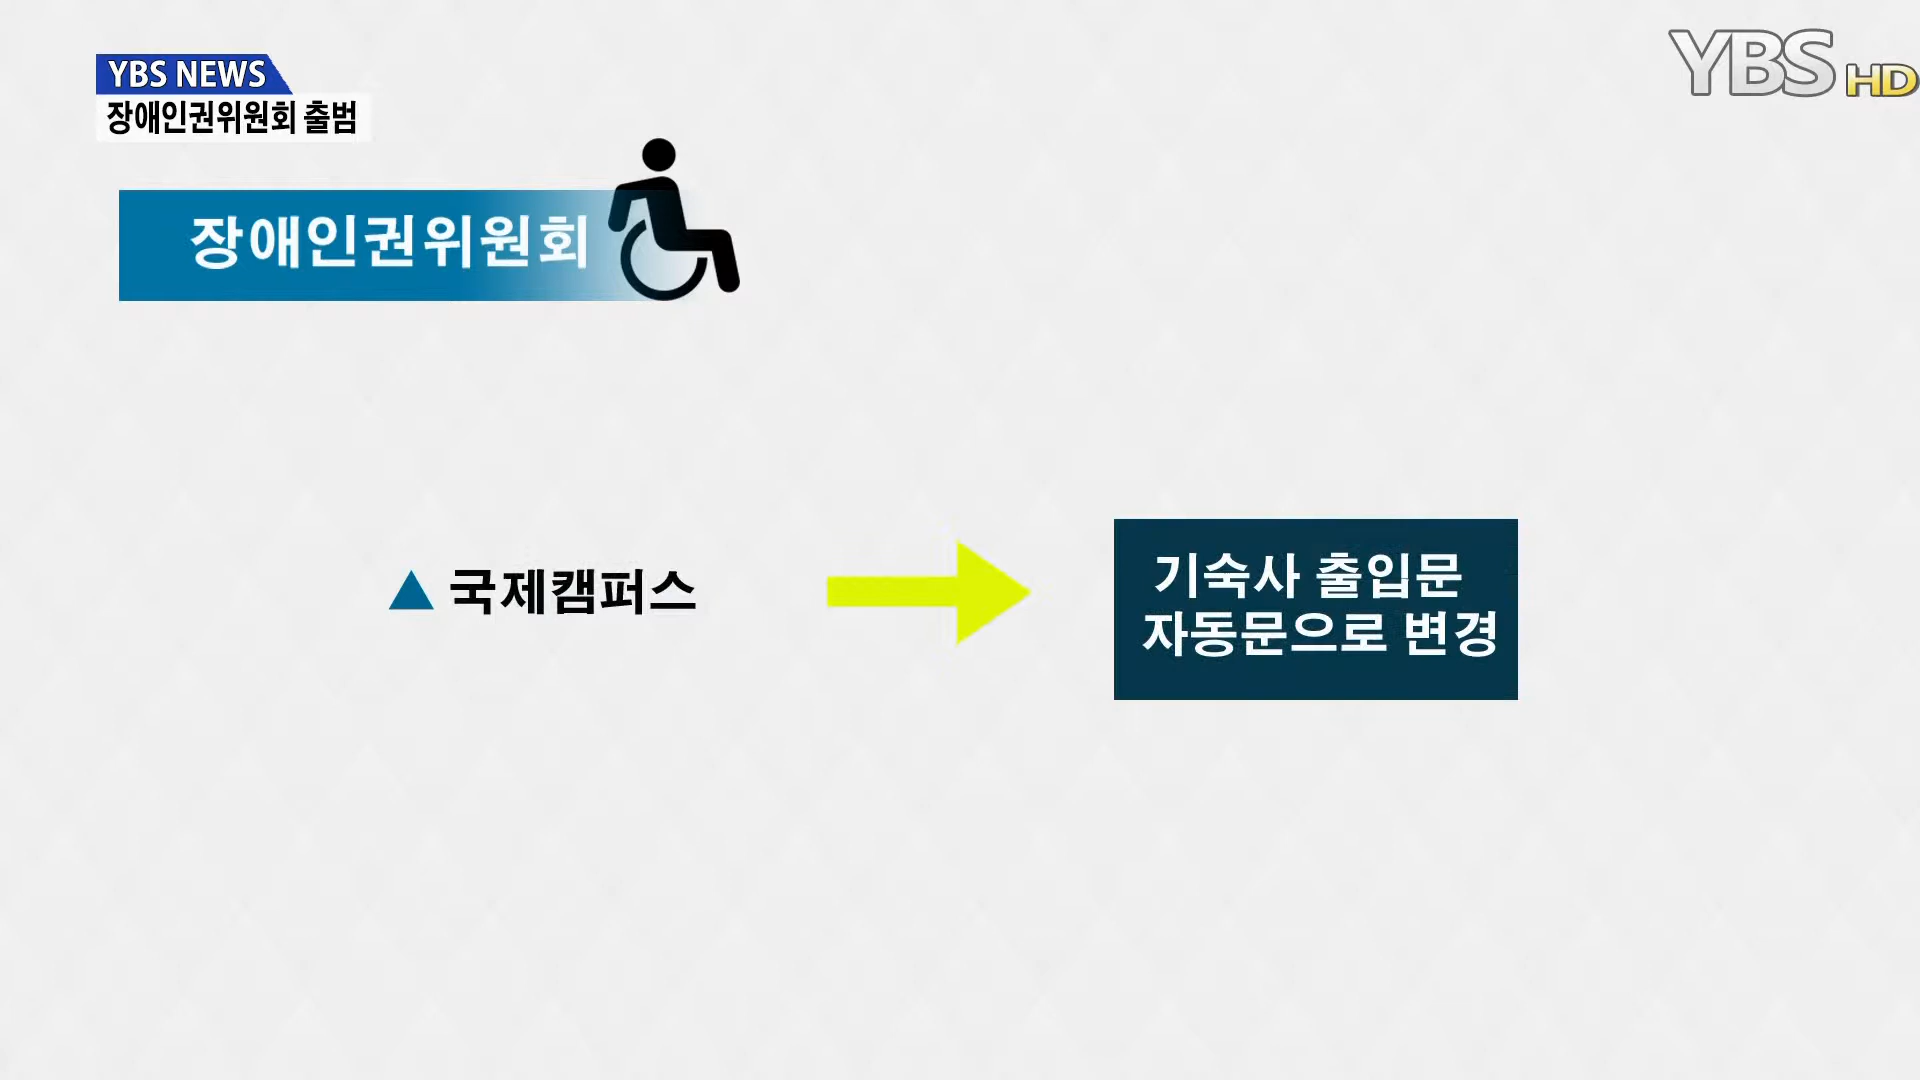 YBS NEWS
장애인권위원회 출범
YBS HD
장애인권위원회
▲ 국제캠퍼스
기숙사 출입문
자동문으로 변경